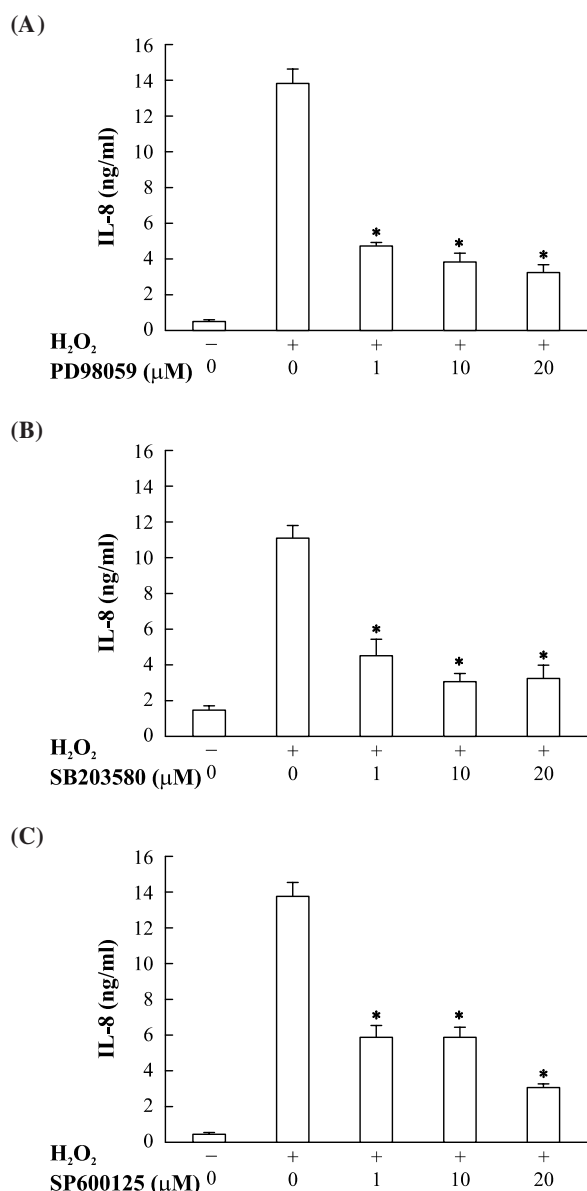 (A)
16
14
12
10
8
6
4
2
0
IL-8 (ng/ml)
* * *
H₂O₂ − + + + +
PD98059 (μM) 0 0 1 10 20
(B)
16
14
12
10
8
6
4
2
0
IL-8 (ng/ml)
* * *
H₂O₂ − + + + +
SB203580 (μM) 0 0 1 10 20
(C)
16
14
12
10
8
6
4
2
0
IL-8 (ng/ml)
* * *
H₂O₂ − + + + +
SP600125 (μM) 0 0 1 10 20